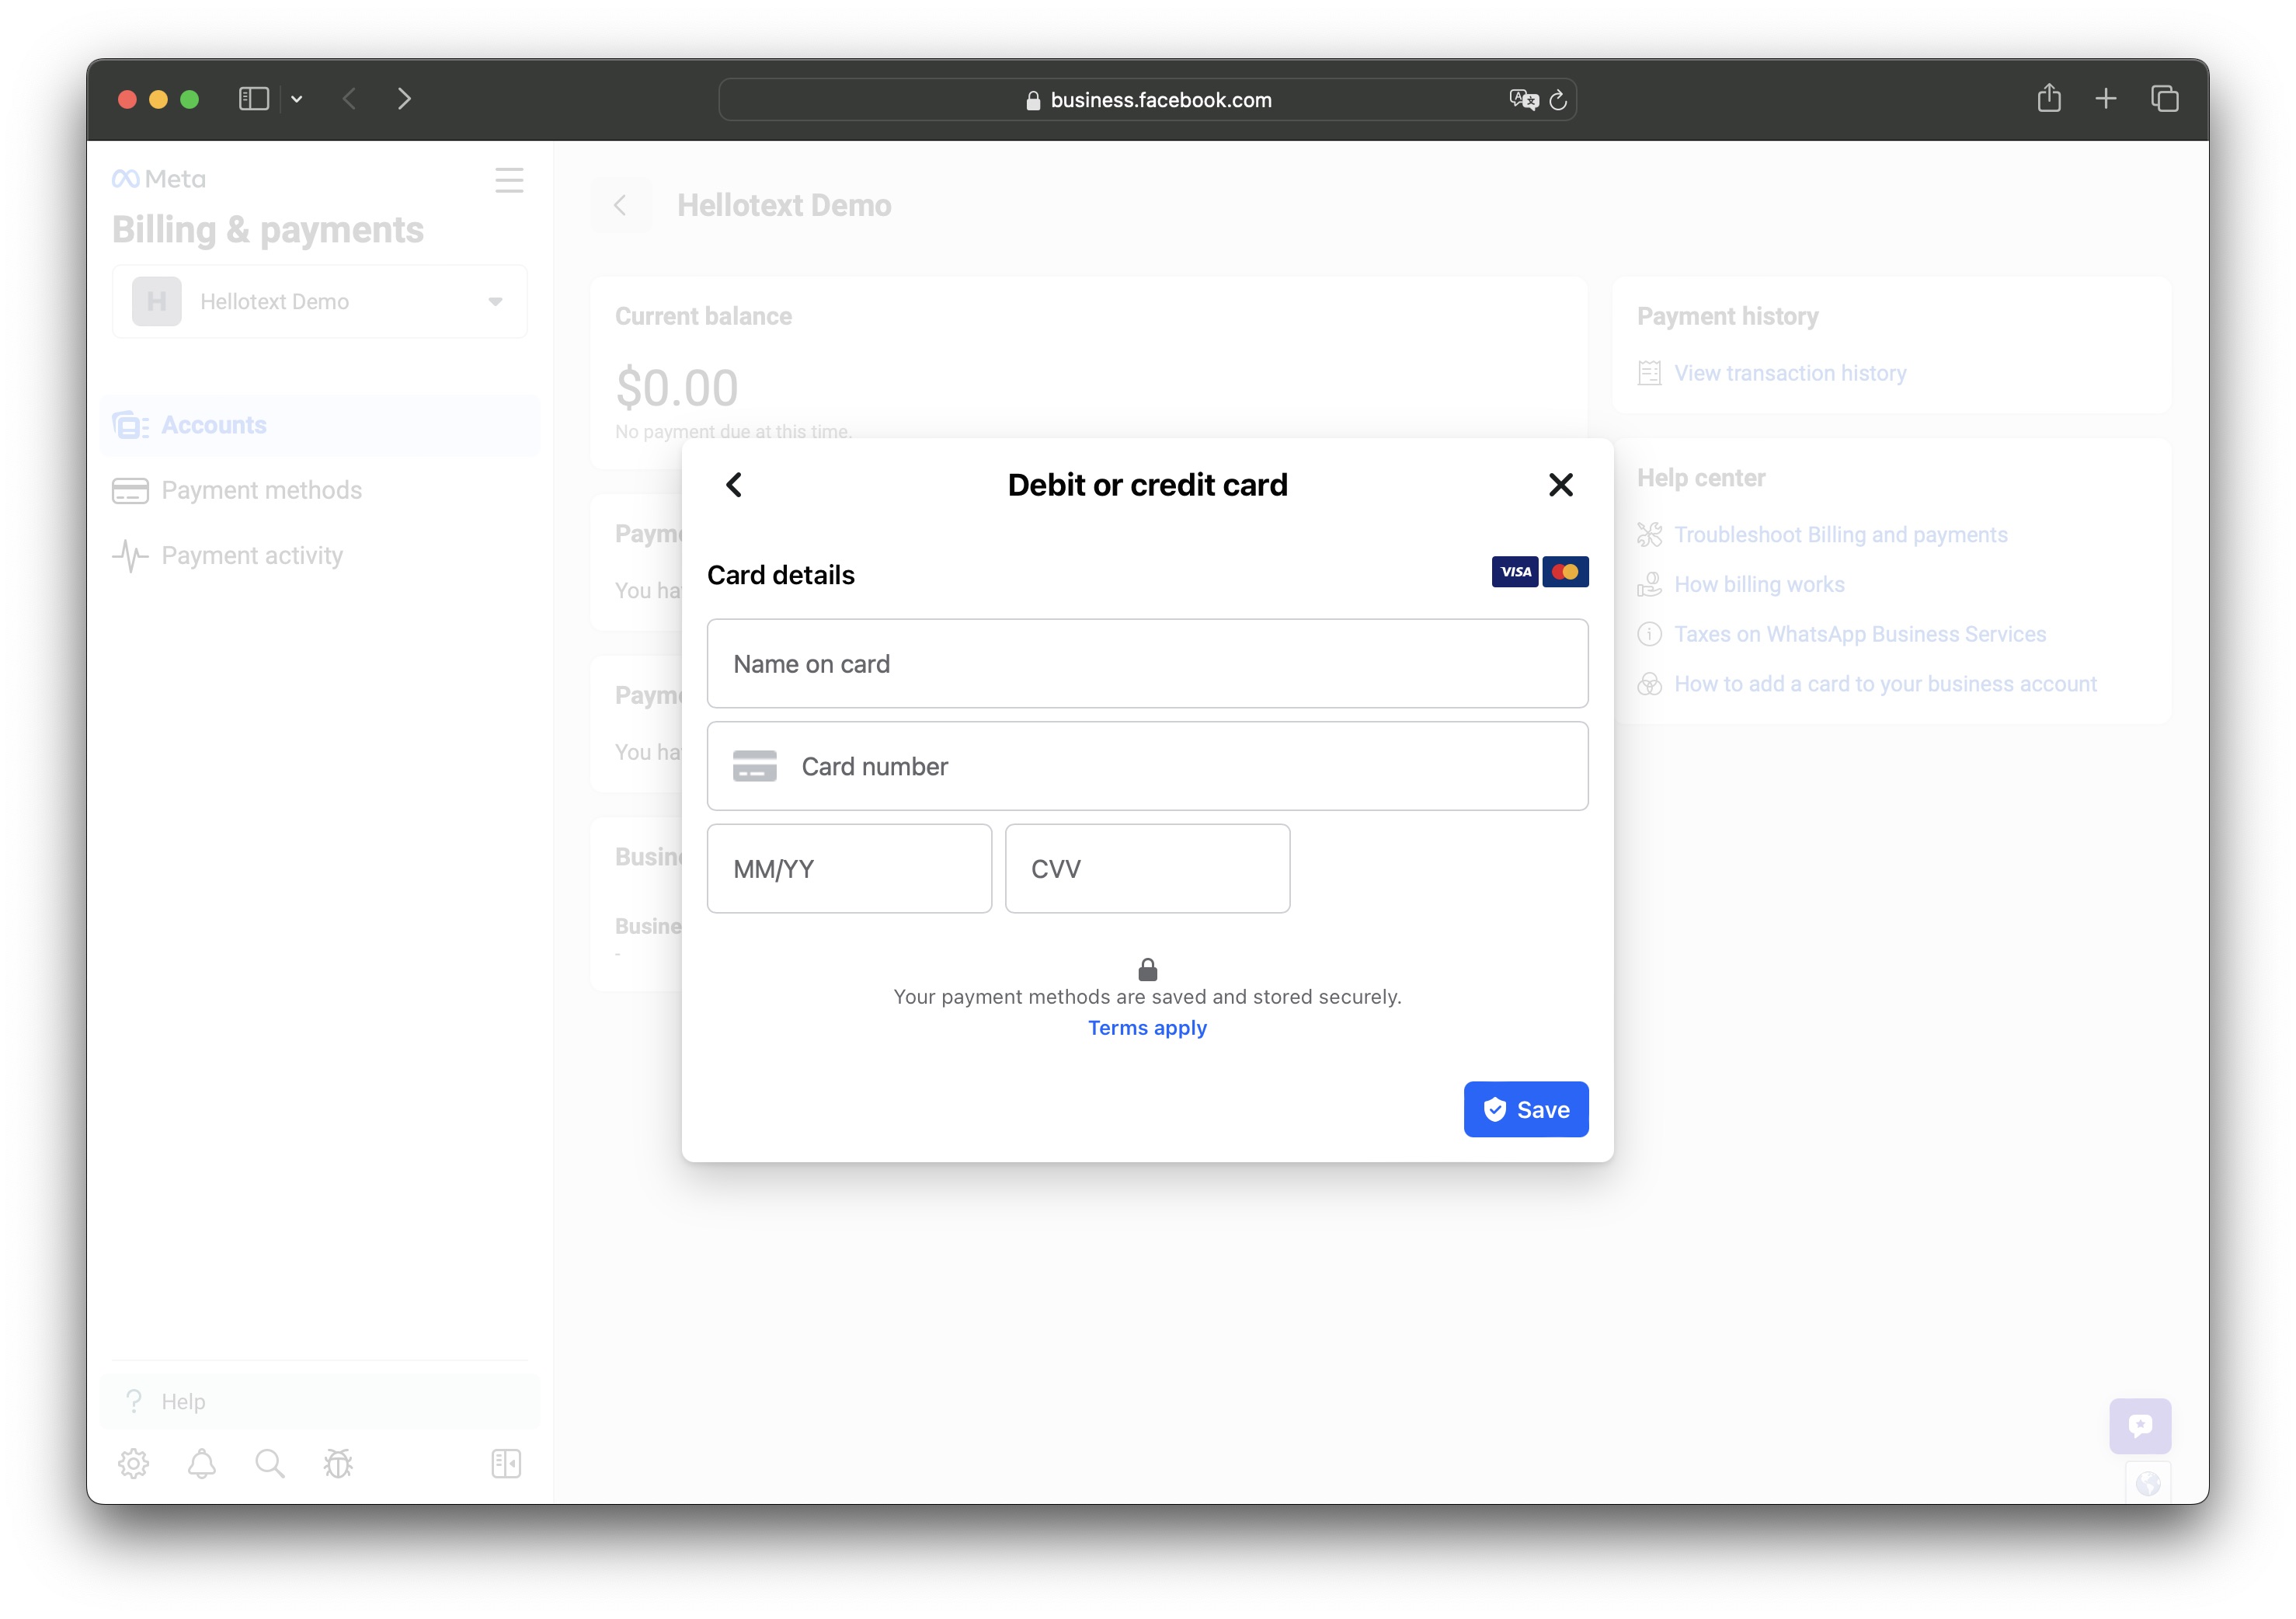 business.facebook.com
Meta
Billing & payments
H Hellotext Demo
Accounts
Payment methods
Payment activity
Help
Hellotext Demo
Current balance
$0.00
No payment due at this time.
Payme
You ha
Payme
You ha
Busine
Busine
-
Payment history
View transaction history
Help center
Troubleshoot Billing and payments
How billing works
Taxes on WhatsApp Business Services
How to add a card to your business account
Debit or credit card
Card details
VISA
Name on card
Card number
MM/YY
CVV
Your payment methods are saved and stored securely.
Terms apply
Save